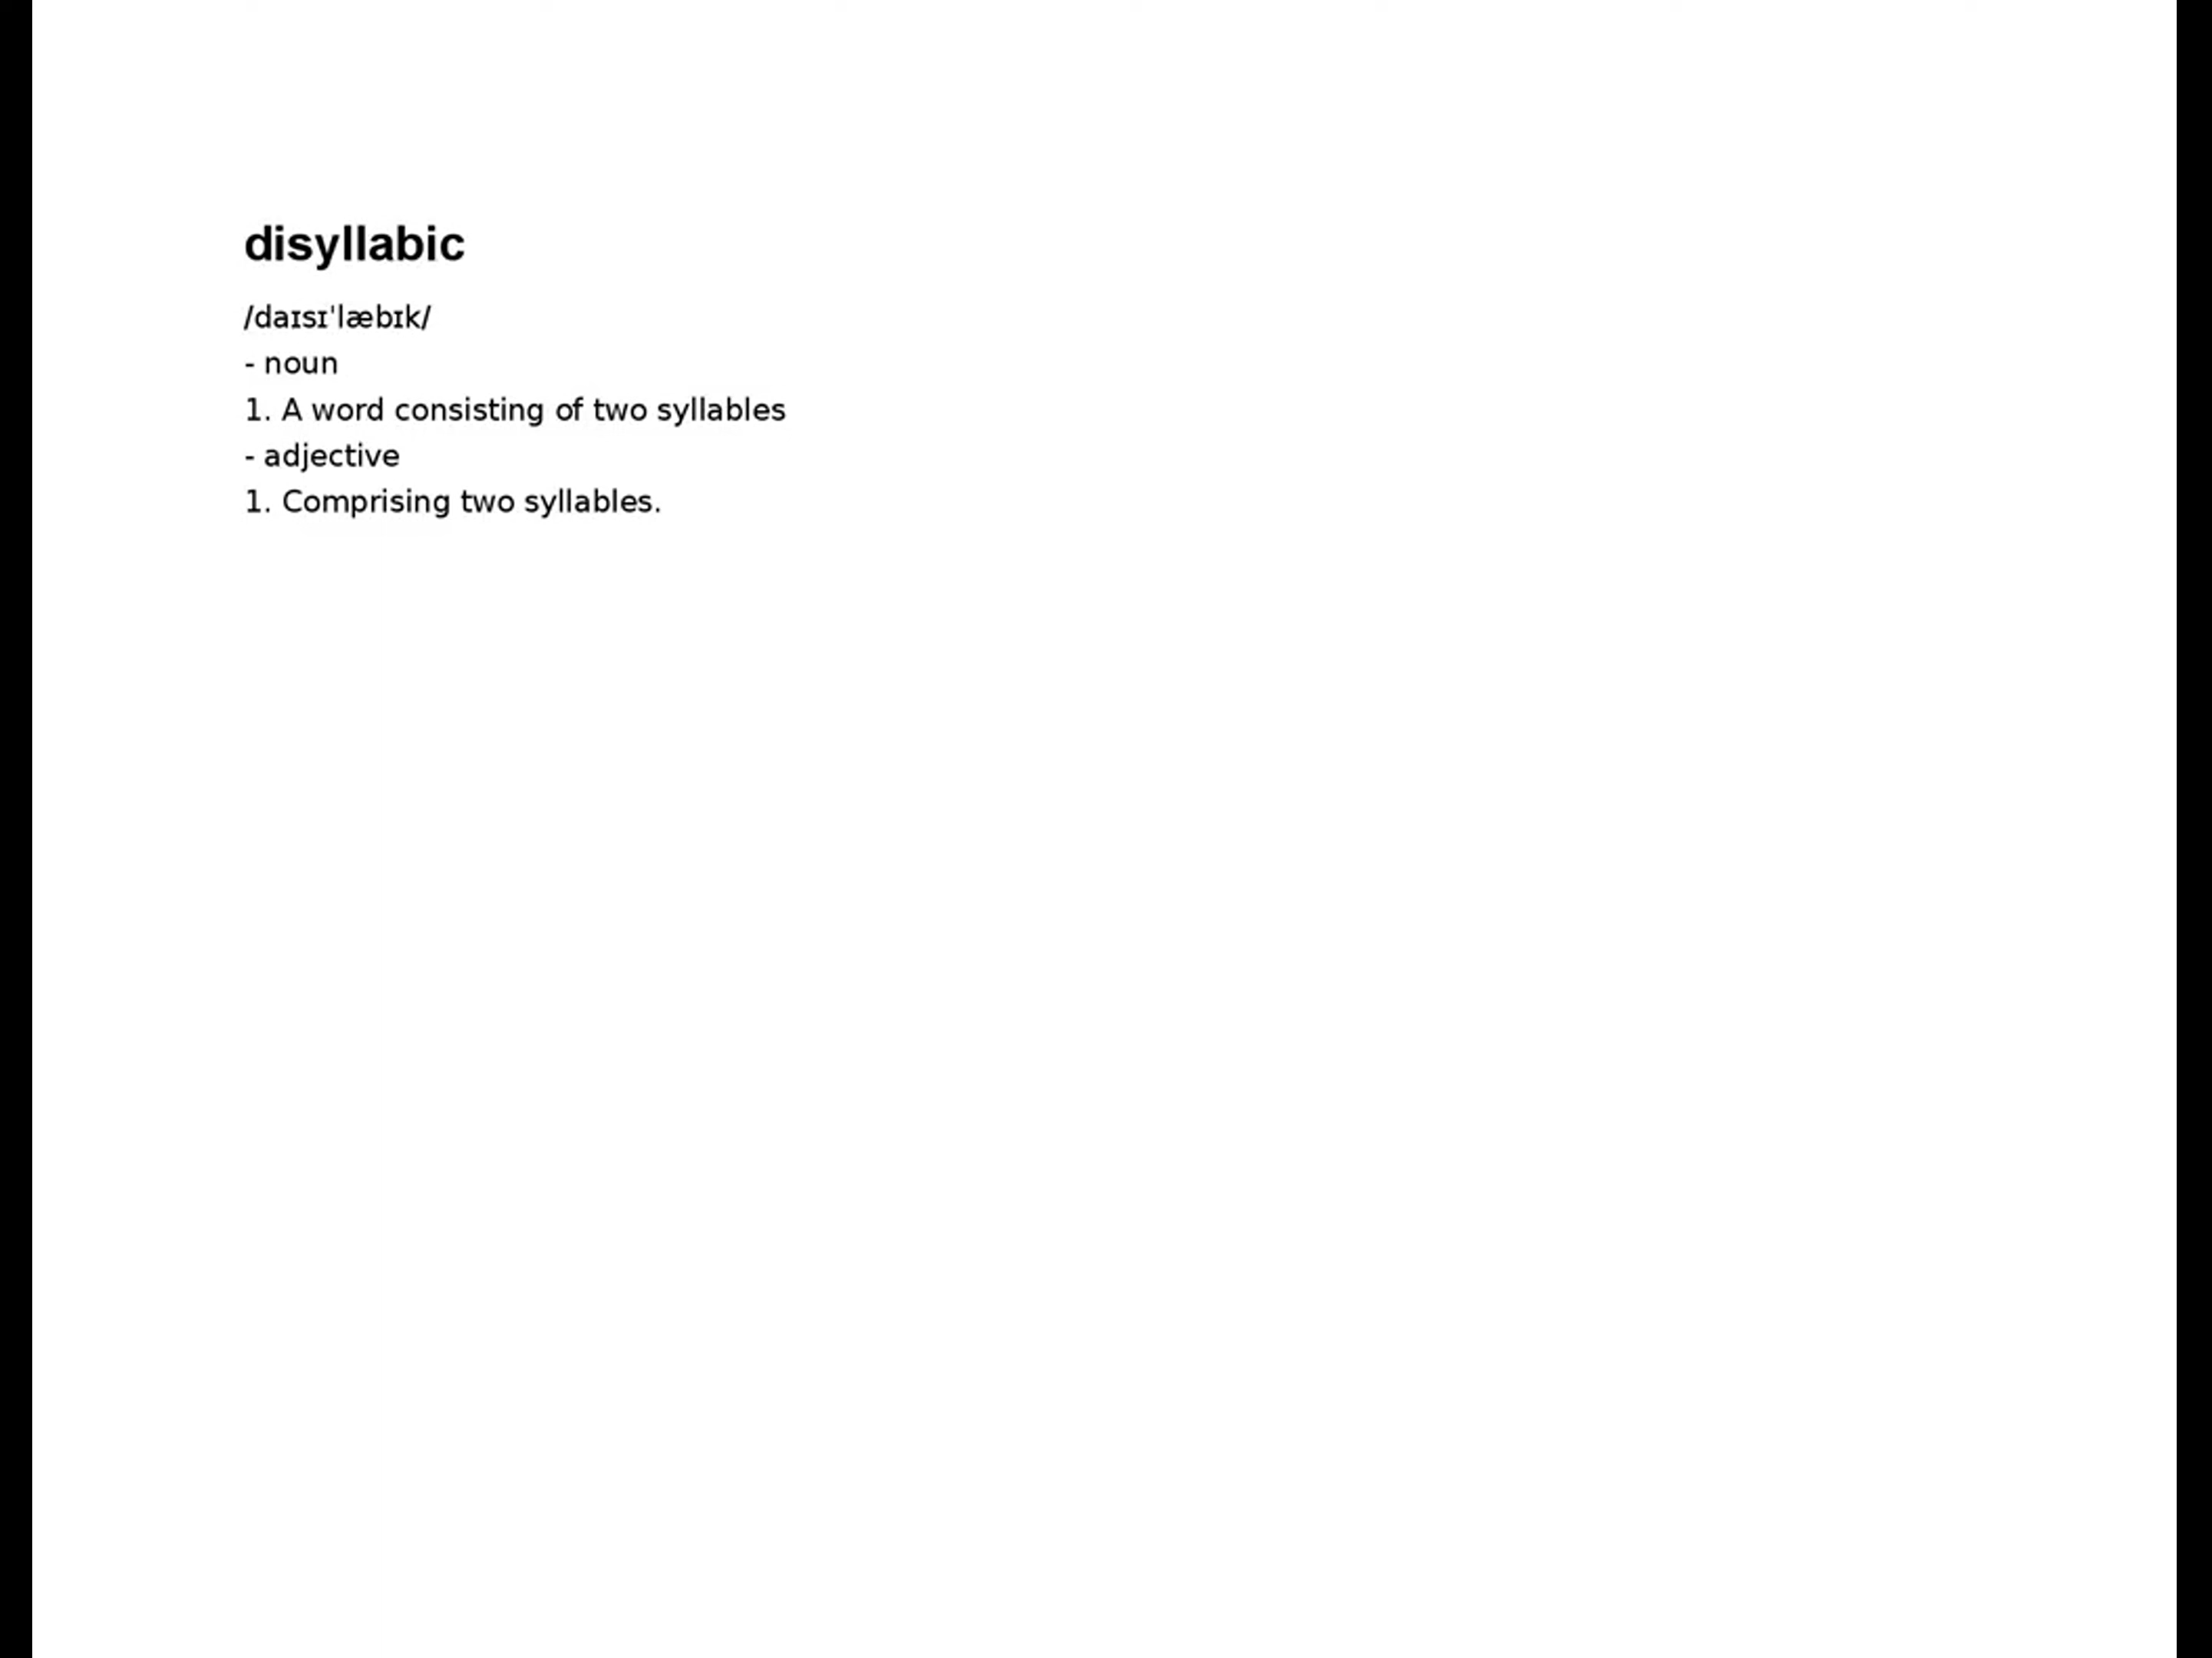 disyllabic
/daɪsɪˈlæbɪk/
- noun
1. A word consisting of two syllables
- adjective
1. Comprising two syllables.